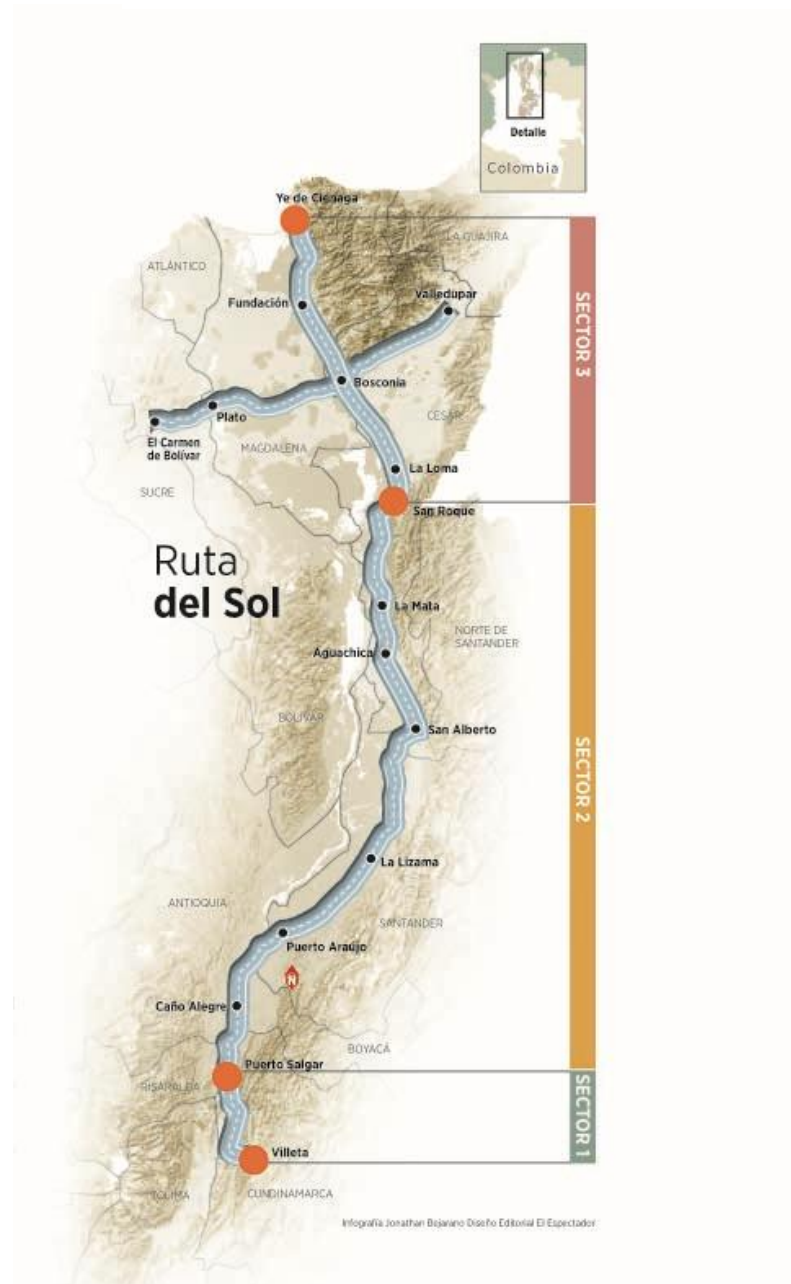 Detalle
Colombia
Ye de Ciénaga
LA GUAJIRA
ATLÁNTICO
Valledupar
Fundación
SECTOR 3
Bosconia
Plato
CESAR
El Carmen
de Bolívar
MAGDALENA
La Loma
SUCRE
San Roque
Ruta
del Sol
La Mata
NORTE DE
SANTANDER
Aguachica
BOLÍVAR
San Alberto
SECTOR 2
La Lizama
ANTIOQUIA
SANTANDER
Puerto Araújo
N
Caño Alegre
BOYACÁ
Puerto Salgar
RISARALDA
SECTOR 1
Villeta
TOLIMA
CUNDINAMARCA
Infografía Jonathan Bejarano Diseño Editorial El Espectador